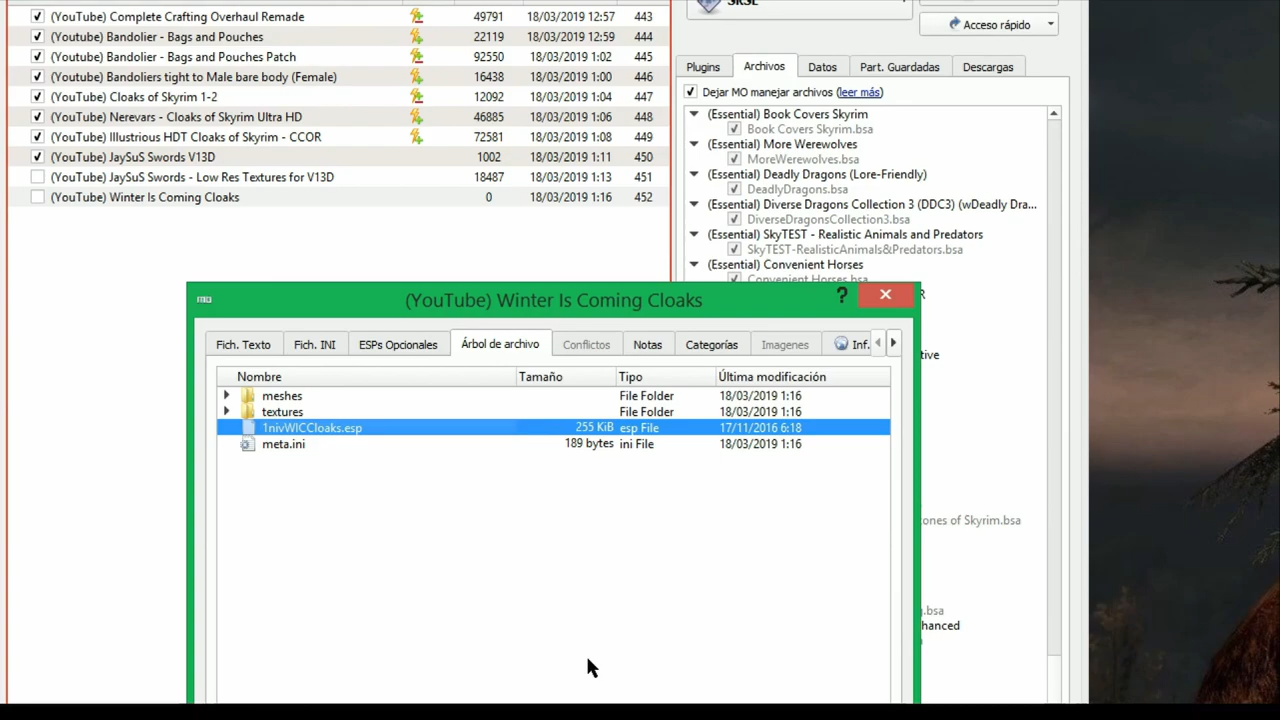 (YouTube) Complete Crafting Overhaul Remade 49791 18/03/2019 12:57 443
(Youtube) Bandolier - Bags and Pouches 22119 18/03/2019 12:59 444
(YouTube) Bandolier - Bags and Pouches Patch 92550 18/03/2019 1:02 445
(Youtube) Bandoliers tight to Male bare body (Female) 16438 18/03/2019 1:00 446
(YouTube) Cloaks of Skyrim 1-2 12092 18/03/2019 1:04 447
(YouTube) Nerevars - Cloaks of Skyrim Ultra HD 46885 18/03/2019 1:06 448
(YouTube) Illustrious HDT Cloaks of Skyrim - CCOR 72581 18/03/2019 1:08 449
(YouTube) JaySuS Swords V13D 1002 18/03/2019 1:11 450
(YouTube) JaySuS Swords - Low Res Textures for V13D 18487 18/03/2019 1:13 451
(YouTube) Winter Is Coming Cloaks 0 18/03/2019 1:16 452
Acceso rápido
Plugins Archivos Datos Part. Guardadas Descargas
Dejar MO manejar archivos (leer más)
(Essential) Book Covers Skyrim
Book Covers Skyrim.bsa
(Essential) More Werewolves
MoreWerewolves.bsa
(Essential) Deadly Dragons (Lore-Friendly)
DeadlyDragons.bsa
(Essential) Diverse Dragons Collection 3 (DDC3) (wDeadly Dra...
DiverseDragonsCollection3.bsa
(Essential) SkyTEST - Realistic Animals and Predators
SkyTEST-RealisticAnimals&Predators.bsa
(Essential) Convenient Horses
Convenient Horses.bsa
(YouTube) Winter Is Coming Cloaks
Fich. Texto Fich. INI ESPs Opcionales Árbol de archivo Conflictos Notas Categorías Imagenes Inf.
Nombre Tamaño Tipo Última modificación
meshes File Folder 18/03/2019 1:16
textures File Folder 18/03/2019 1:16
1nivWICCloaks.esp 255 KiB esp File 17/11/2016 6:18
meta.ini 189 bytes ini File 18/03/2019 1:16
tive
ones of Skyrim.bsa
g.bsa
hanced